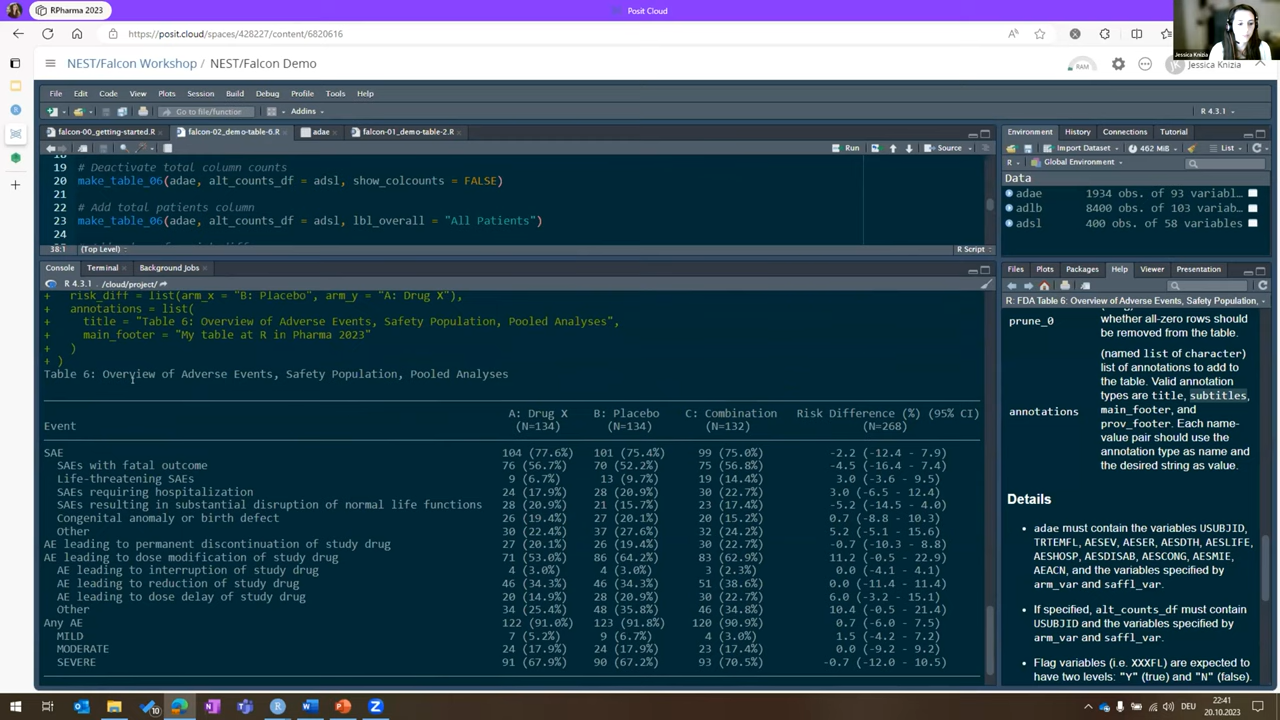 RPharma 2023
Posit Cloud
https://posit.cloud/spaces/428227/content/6820616
Jessica Knizia
NEST/Falcon Workshop / NEST/Falcon Demo
RAM
JK
Jessica Knizia
File Edit Code View Plots Session Build Debug Profile Tools Help
Go to file/function
Addins
R 4.3.1
falcon-00_getting-started.R
falcon-02_demo-table-6.R
adae
falcon-01_demo-table-2.R
Run
Source
18
19 # Deactivate total column counts
20 make_table_06(adae, alt_counts_df = adsl, show_colcounts = FALSE)
21
22 # Add total patients column
23 make_table_06(adae, alt_counts_df = adsl, lbl_overall = "All Patients")
24
38:1 (Top Level)
R Script
Console Terminal Background Jobs
R 4.3.1 . /cloud/project/
+ risk_diff = list(arm_x = "B: Placebo", arm_y = "A: Drug X"),
+ annotations = list(
+ title = "Table 6: Overview of Adverse Events, Safety Population, Pooled Analyses",
+ main_footer = "My table at R in Pharma 2023"
+ )
+ )
Table 6: Overview of Adverse Events, Safety Population, Pooled Analyses
A: Drug X B: Placebo C: Combination Risk Difference (%) (95% CI)
Event (N=134) (N=134) (N=132) (N=268)
SAE 104 (77.6%) 101 (75.4%) 99 (75.0%) -2.2 (-12.4 - 7.9)
SAEs with fatal outcome 76 (56.7%) 70 (52.2%) 75 (56.8%) -4.5 (-16.4 - 7.4)
Life-threatening SAEs 9 (6.7%) 13 (9.7%) 19 (14.4%) 3.0 (-3.6 - 9.5)
SAEs requiring hospitalization 24 (17.9%) 28 (20.9%) 30 (22.7%) 3.0 (-6.5 - 12.4)
SAEs resulting in substantial disruption of normal life functions 28 (20.9%) 21 (15.7%) 23 (17.4%) -5.2 (-14.5 - 4.0)
Congenital anomaly or birth defect 26 (19.4%) 27 (20.1%) 20 (15.2%) 0.7 (-8.8 - 10.3)
Other 30 (22.4%) 37 (27.6%) 32 (24.2%) 5.2 (-5.1 - 15.6)
AE leading to permanent discontinuation of study drug 27 (20.1%) 26 (19.4%) 30 (22.7%) -0.7 (-10.3 - 8.8)
AE leading to dose modification of study drug 71 (53.0%) 86 (64.2%) 83 (62.9%) 11.2 (-0.5 - 22.9)
AE leading to interruption of study drug 4 (3.0%) 4 (3.0%) 3 (2.3%) 0.0 (-4.1 - 4.1)
AE leading to reduction of study drug 46 (34.3%) 46 (34.3%) 51 (38.6%) 0.0 (-11.4 - 11.4)
AE leading to dose delay of study drug 20 (14.9%) 28 (20.9%) 30 (22.7%) 6.0 (-3.2 - 15.1)
Other 34 (25.4%) 48 (35.8%) 46 (34.8%) 10.4 (-0.5 - 21.4)
Any AE 122 (91.0%) 123 (91.8%) 120 (90.9%) 0.7 (-6.0 - 7.5)
MILD 7 (5.2%) 9 (6.7%) 4 (3.0%) 1.5 (-4.2 - 7.2)
MODERATE 24 (17.9%) 24 (17.9%) 23 (17.4%) 0.0 (-9.2 - 9.2)
SEVERE 91 (67.9%) 90 (67.2%) 93 (70.5%) -0.7 (-12.0 - 10.5)
Environment History Connections Tutorial
Import Dataset 462 MiB List
R Global Environment
Data
adae 1934 obs. of 93 variabl…
adlb 8400 obs. of 103 variab…
adsl 400 obs. of 58 variables
Files Plots Packages Help Viewer Presentation
R: FDA Table 6: Overview of Adverse Events, Safety Population,
prune_0
whether all-zero rows should
be removed from the table.
annotations
(named list of character)
list of annotations to add to
the table. Valid annotation
types are title, subtitles,
main_footer, and
prov_footer. Each name-
value pair should use the
annotation type as name and
the desired string as value.
Details
• adae must contain the variables USUBJID,
TRTEMFL, AESEV, AESER, AESDTH, AESLIFE,
AESHOSP, AESDISAB, AESCONG, AESMIE,
AEACN, and the variables specified by
arm_var and saffl_var.
• If specified, alt_counts_df must contain
USUBJID and the variables specified by
arm_var and saffl_var.
• Flag variables (i.e. XXXFL) are expected to
have two levels: "Y" (true) and "N" (false).
DEU
22:41
20.10.2023